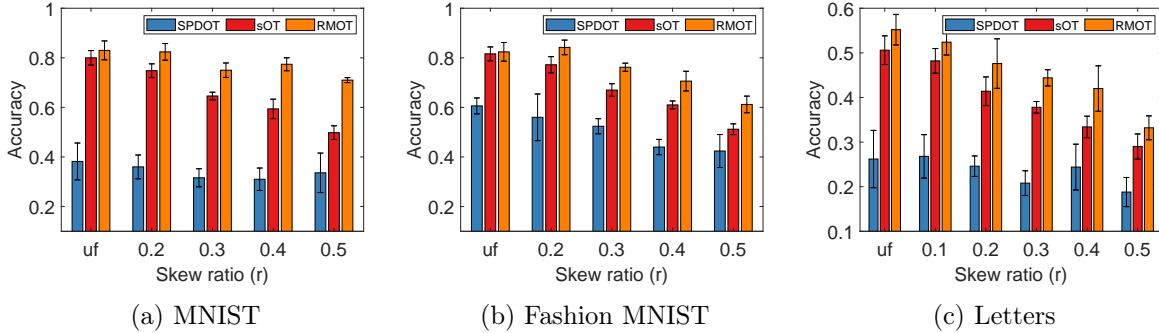 SPDOT sOT RMOT
Accuracy
0.8
0.6
0.4
0.2
uf 0.2 0.3 0.4 0.5
Skew ratio (r)
(a) MNIST
SPDOT sOT RMOT
Accuracy
1
0.8
0.6
0.4
0.2
uf 0.2 0.3 0.4 0.5
Skew ratio (r)
(b) Fashion MNIST
SPDOT sOT RMOT
Accuracy
0.6
0.5
0.4
0.3
0.2
0.1
uf 0.1 0.2 0.3 0.4 0.5
Skew ratio (r)
(c) Letters